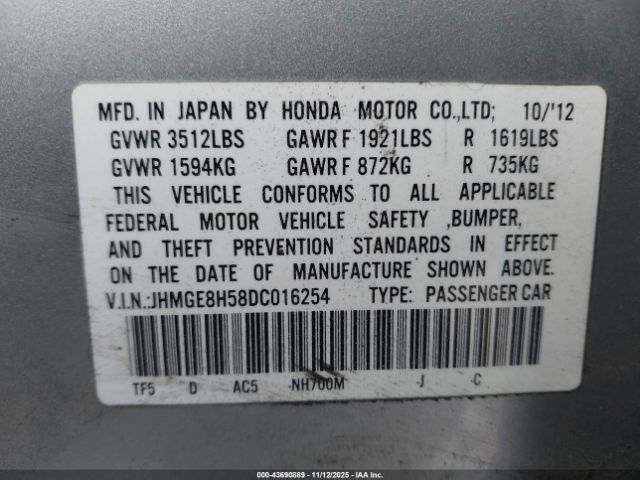 MFD. IN JAPAN BY HONDA MOTOR CO.,LTD; 10/'12
GVWR 3512LBS GAWR F 1921LBS R 1619LBS
GVWR 1594KG GAWR F 872KG R 735KG
THIS VEHICLE CONFORMS TO ALL APPLICABLE
FEDERAL MOTOR VEHICLE SAFETY ,BUMPER,
AND THEFT PREVENTION STANDARDS IN EFFECT
ON THE DATE OF MANUFACTURE SHOWN ABOVE.
V.I.N.:JHMGE8H58DC016254 TYPE: PASSENGER CAR
TF5 D AC5 NH700M J C
000-43690889 - 11/12/2025 - IAA Inc.